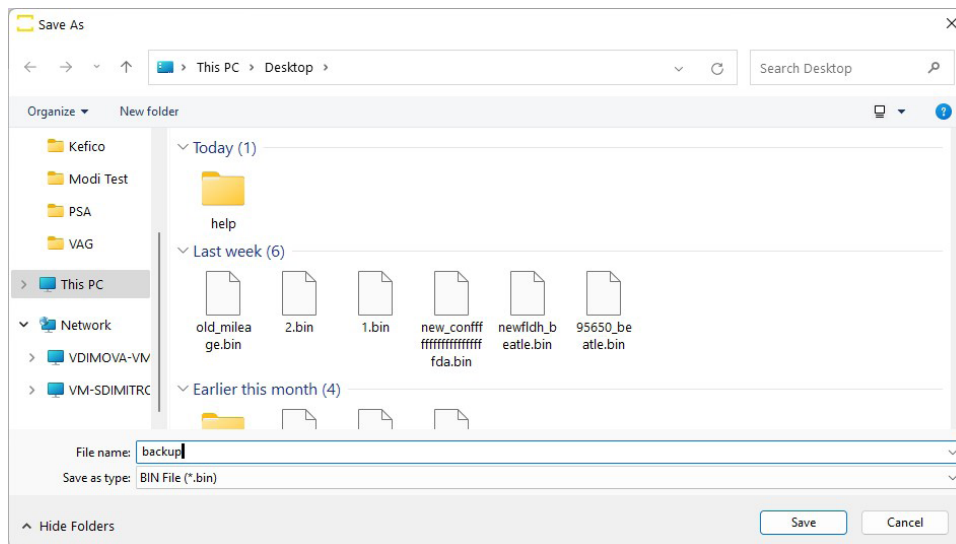 Save As
This PC > Desktop >
Search Desktop
Organize
New folder
Kefico
Modi Test
PSA
VAG
This PC
Network
VDIMOVA-VM
VM-SDIMITRC
Today (1)
help
Last week (6)
old_milea
ge.bin
2.bin
1.bin
new_confff
fffffffffffffff
fda.bin
newfldh_b
eatle.bin
95650_be
atle.bin
Earlier this month (4)
File name: backup
Save as type: BIN File (*.bin)
Hide Folders
Save
Cancel